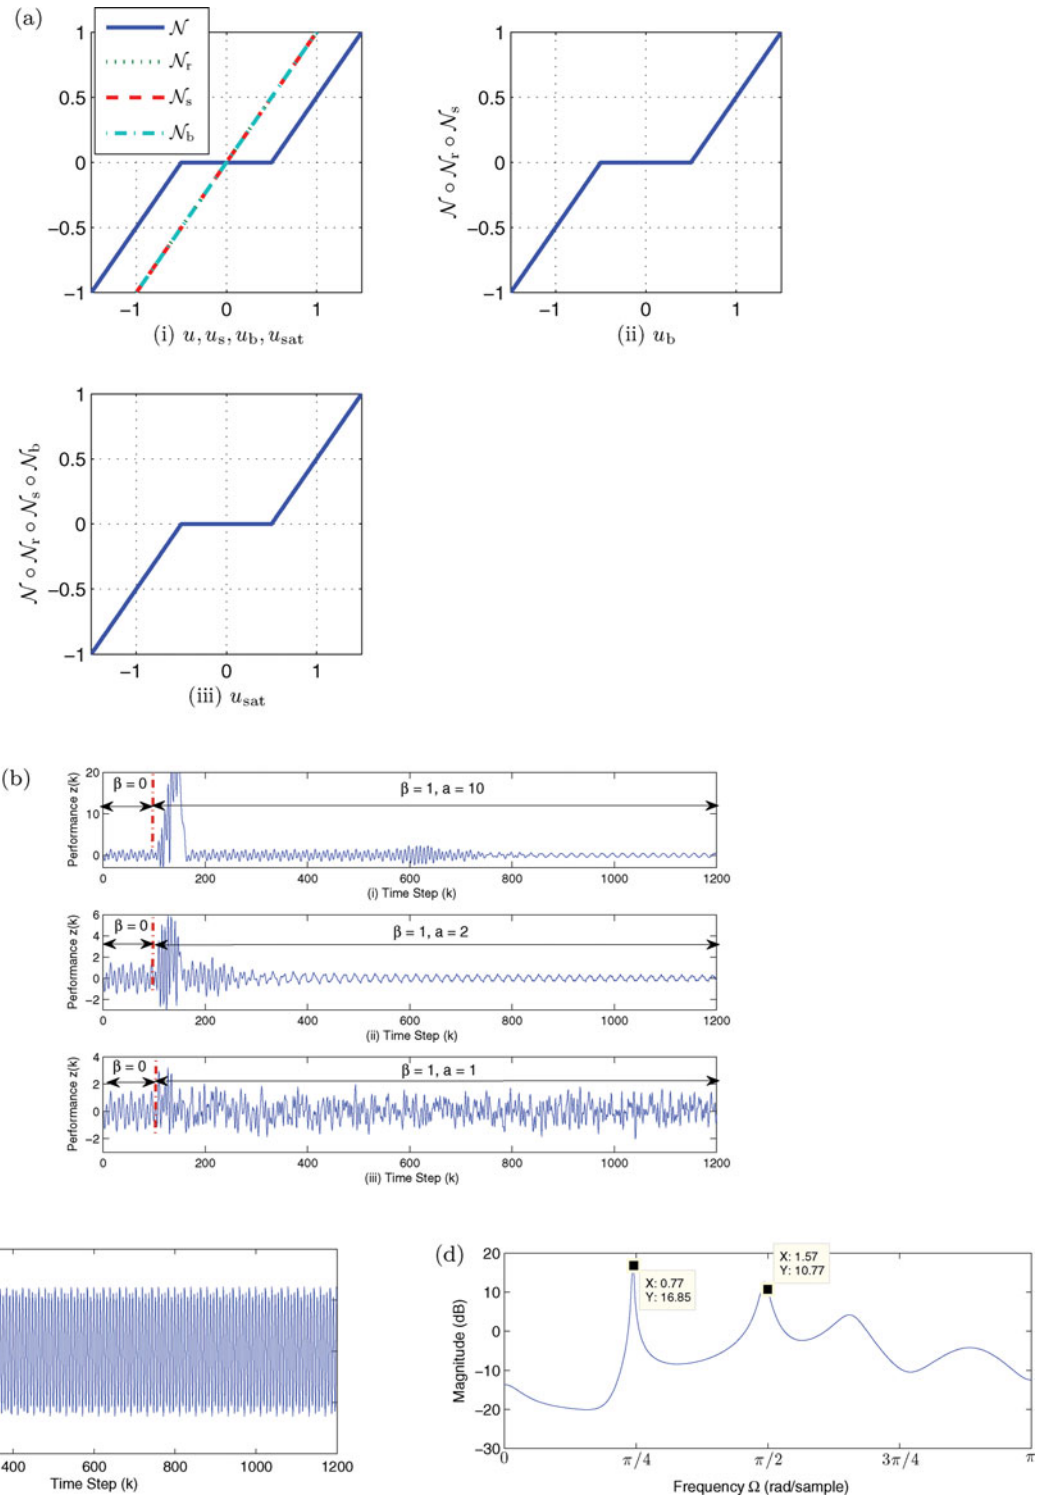 (a)
𝒩
𝒩r
𝒩s
𝒩b
1
0.5
0
−0.5
−1
−1 0 1
(i) u, us, ub, usat
𝒩 ∘ 𝒩r ∘ 𝒩s
1
0.5
0
−0.5
−1
−1 0 1
(ii) ub
𝒩 ∘ 𝒩r ∘ 𝒩s ∘ 𝒩b
1
0.5
0
−0.5
−1
−1 0 1
(iii) usat
(b)
Performance z(k)
20
10
0
β = 0
β = 1, a = 10
0 200 400 600 800 1000 1200
(i) Time Step (k)
Performance z(k)
6
4
2
0
−2
β = 0
β = 1, a = 2
0 200 400 600 800 1000 1200
(ii) Time Step (k)
Performance z(k)
4
2
0
−2
β = 0
β = 1, a = 1
0 200 400 600 800 1000 1200
(iii) Time Step (k)
400 600 800 1000 1200
Time Step (k)
(d)
Magnitude (dB)
20
10
0
−10
−20
−30
X: 0.77
Y: 16.85
X: 1.57
Y: 10.77
0 π/4 π/2 3π/4 π
Frequency Ω (rad/sample)